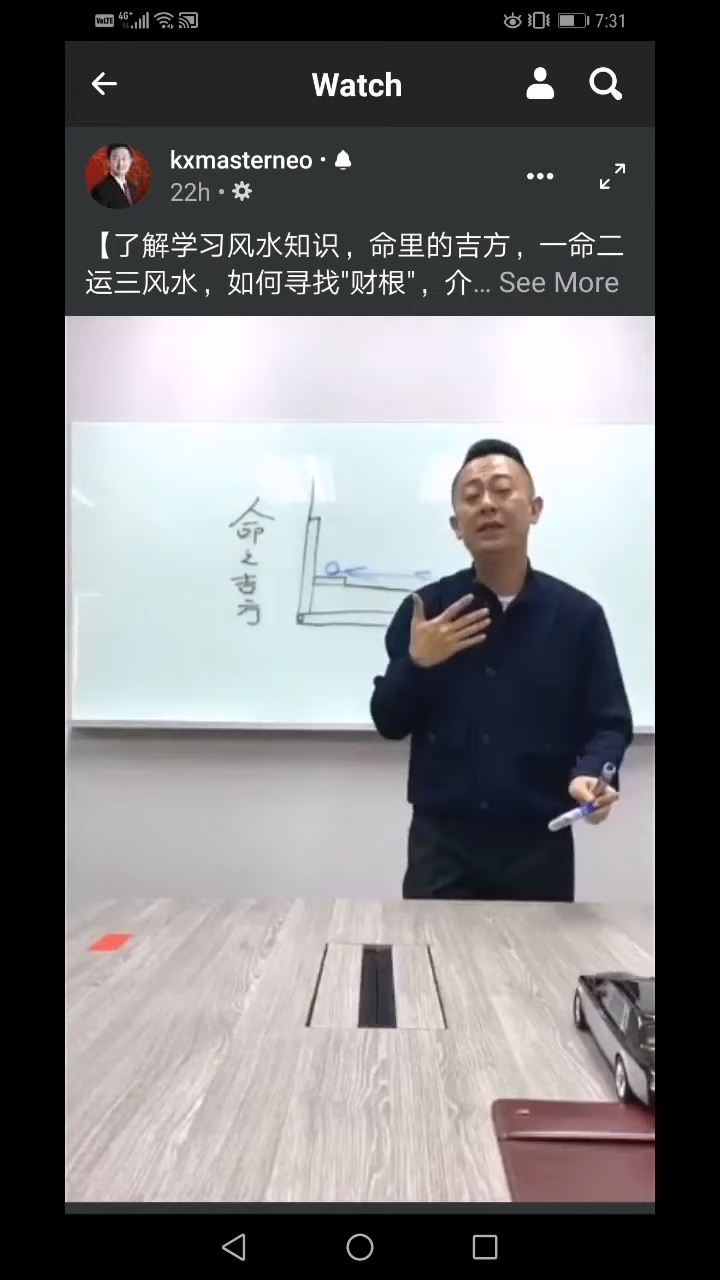 VoLTE 4G+ 7:31
Watch
kxmasterneo ·
22h ·
【了解学习风水知识，命里的吉方，一命二
运三风水，如何寻找"财根"，介... See More
命之吉方